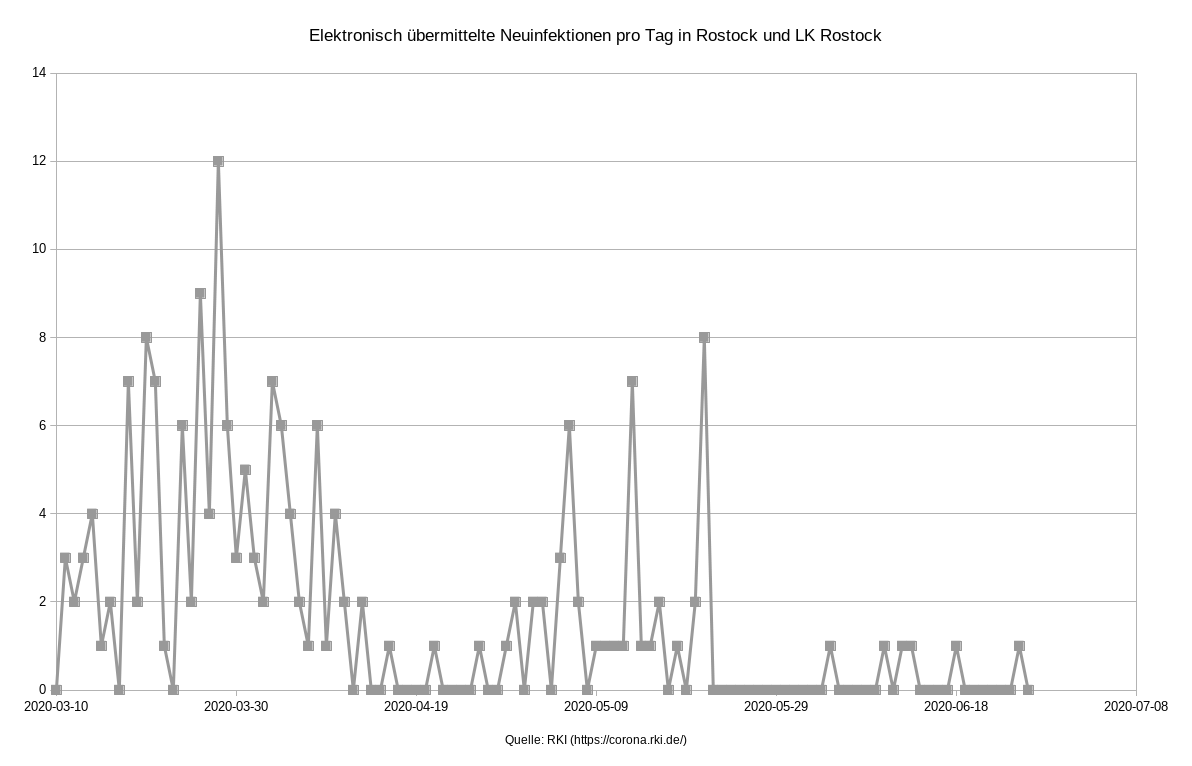 Elektronisch übermittelte Neuinfektionen pro Tag in Rostock und LK Rostock
14
12
10
8
6
4
2
0
2020-03-10 2020-03-30 2020-04-19 2020-05-09 2020-05-29 2020-06-18 2020-07-08
Quelle: RKI (https://corona.rki.de/)